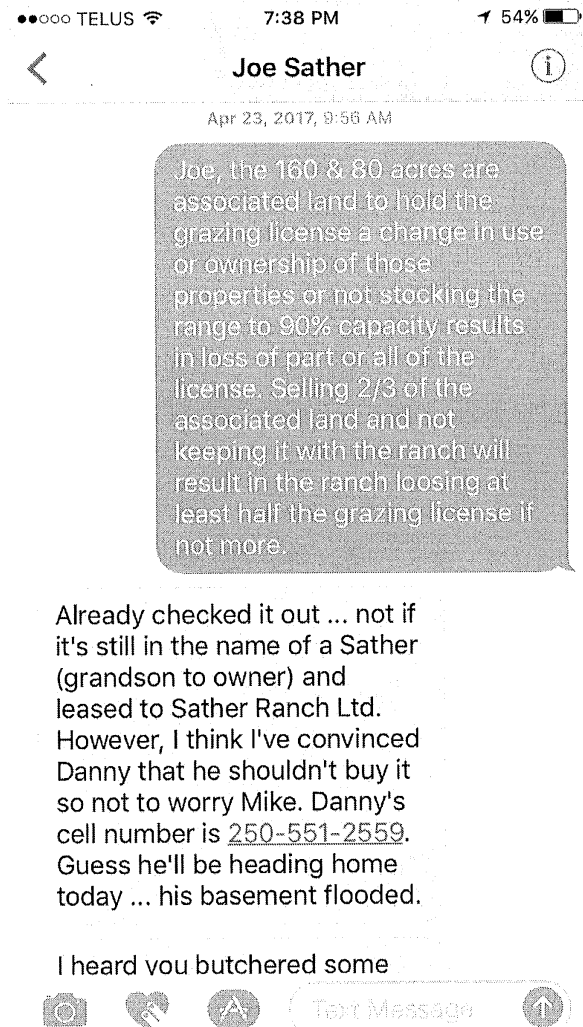 TELUS 7:38 PM 54%
Joe Sather
Apr 23, 2017, 9:56 AM
Joe, the 160 & 80 acres are
associated land to hold the
grazing license a change in use
or ownership of those
properties or not stocking the
range to 90% capacity results
in loss of part or all of the
license. Selling 2/3 of the
associated land and not
keeping it with the ranch will
result in the ranch loosing at
least half the grazing license if
not more.
Already checked it out ... not if
it's still in the name of a Sather
(grandson to owner) and
leased to Sather Ranch Ltd.
However, I think I've convinced
Danny that he shouldn't buy it
so not to worry Mike. Danny's
cell number is 250-551-2559.
Guess he'll be heading home
today ... his basement flooded.
I heard you butchered some
Text Message